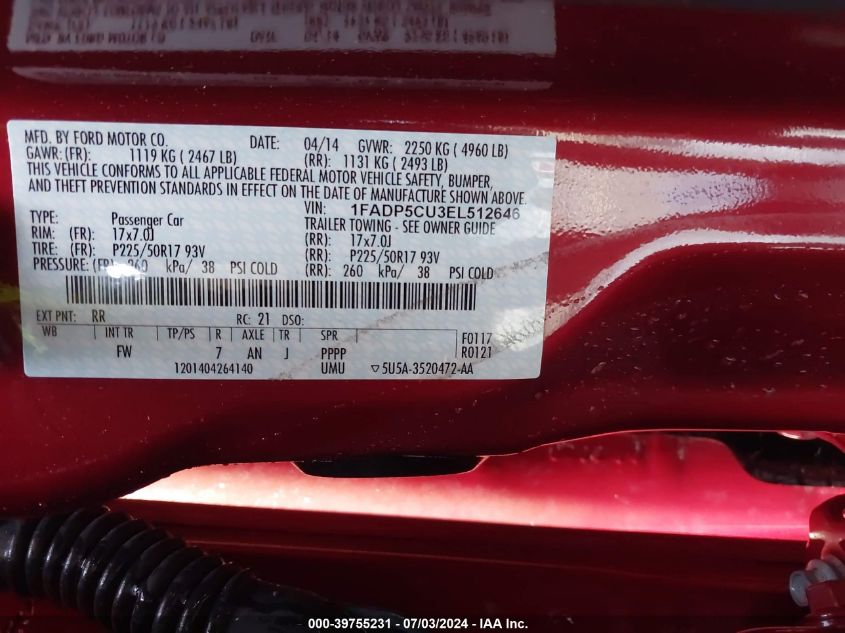 MFD. BY FORD MOTOR CO. DATE: 04/14 GVWR: 2250 KG ( 4960 LB)
GAWR: (FR): 1119 KG ( 2467 LB) (RR): 1131 KG ( 2493 LB)
THIS VEHICLE CONFORMS TO ALL APPLICABLE FEDERAL MOTOR VEHICLE SAFETY, BUMPER,
AND THEFT PREVENTION STANDARDS IN EFFECT ON THE DATE OF MANUFACTURE SHOWN ABOVE.
VIN: 1FADP5CU3EL512646
TYPE: Passenger Car TRAILER TOWING - SEE OWNER GUIDE
RIM: (FR): 17x7.0J (RR): 17x7.0J
TIRE: (FR): P225/50R17 93V (RR): P225/50R17 93V
PRESSURE: (FR) 260 kPa/ 38 PSI COLD (RR): 260 kPa/ 38 PSI COLD
EXT PNT: RR RC: 21 DSO:
WB INT TR TP/PS R AXLE TR SPR F0117
FW 7 AN J PPPP R0121
1201404264140 UMU ▽5U5A-3520472-AA
000-39755231 - 07/03/2024 - IAA Inc.